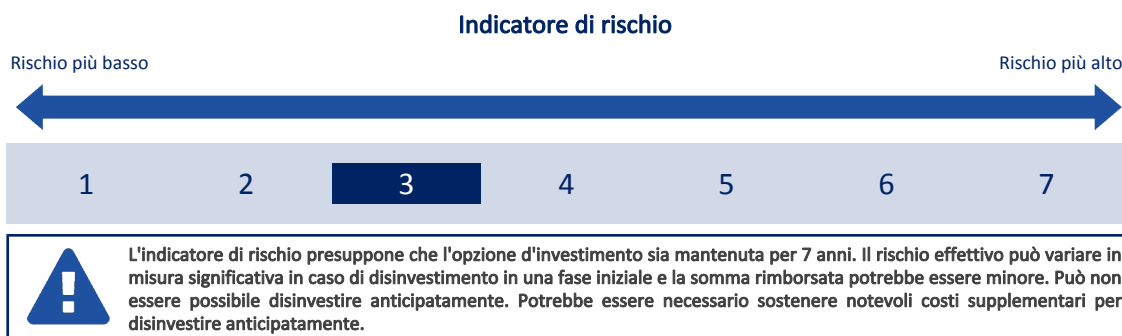 Indicatore di rischio
Rischio più basso
Rischio più alto
1 2 3 4 5 6 7
L'indicatore di rischio presuppone che l'opzione d'investimento sia mantenuta per 7 anni. Il rischio effettivo può variare in
misura significativa in caso di disinvestimento in una fase iniziale e la somma rimborsata potrebbe essere minore. Può non
essere possibile disinvestire anticipatamente. Potrebbe essere necessario sostenere notevoli costi supplementari per
disinvestire anticipatamente.